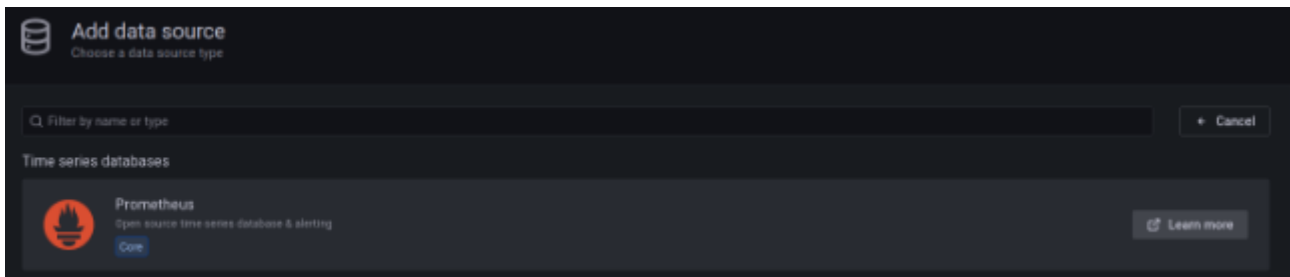 Add data source
Choose a data source type
Filter by name or type
Cancel
Time series databases
Prometheus
Open source time series database & alerting
Core
Learn more